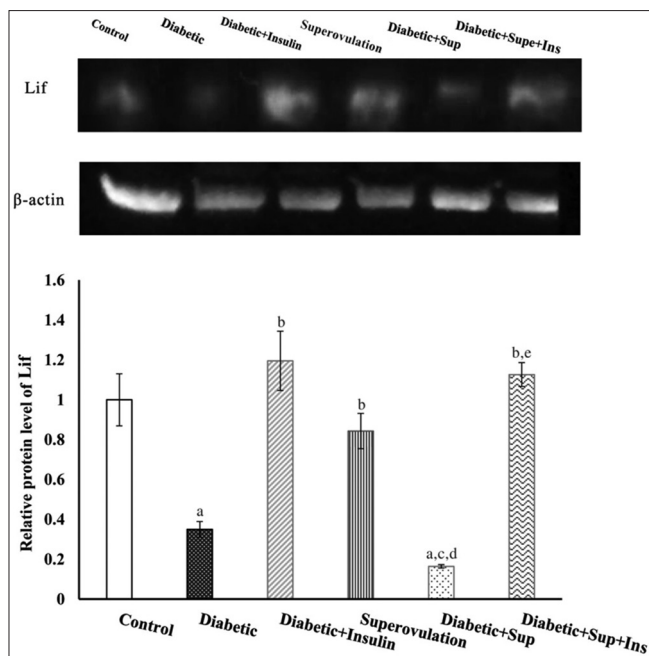 Control
Diabetic
Diabetic+Insulin
Superovulation
Diabetic+Sup
Diabetic+Supe+Ins
Lif
β-actin
Relative protein level of Lif
1.6
1.4
1.2
1
0.8
0.6
0.4
0.2
0
a
b
b
a,c,d
b,e
Control
Diabetic
Diabetic+Insulin
Superovulation
Diabetic+Sup
Diabetic+Sup+Ins